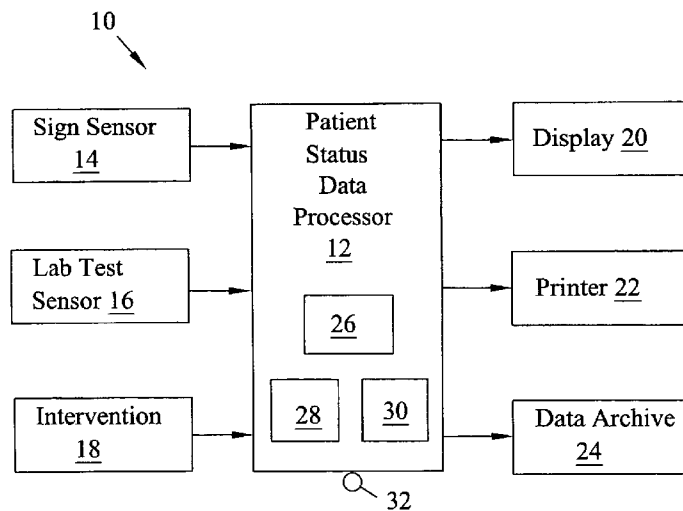 10
Sign Sensor
14
Lab Test
Sensor 16
Intervention
18
Patient
Status
Data
Processor
12
26
28
30
32
Display 20
Printer 22
Data Archive
24